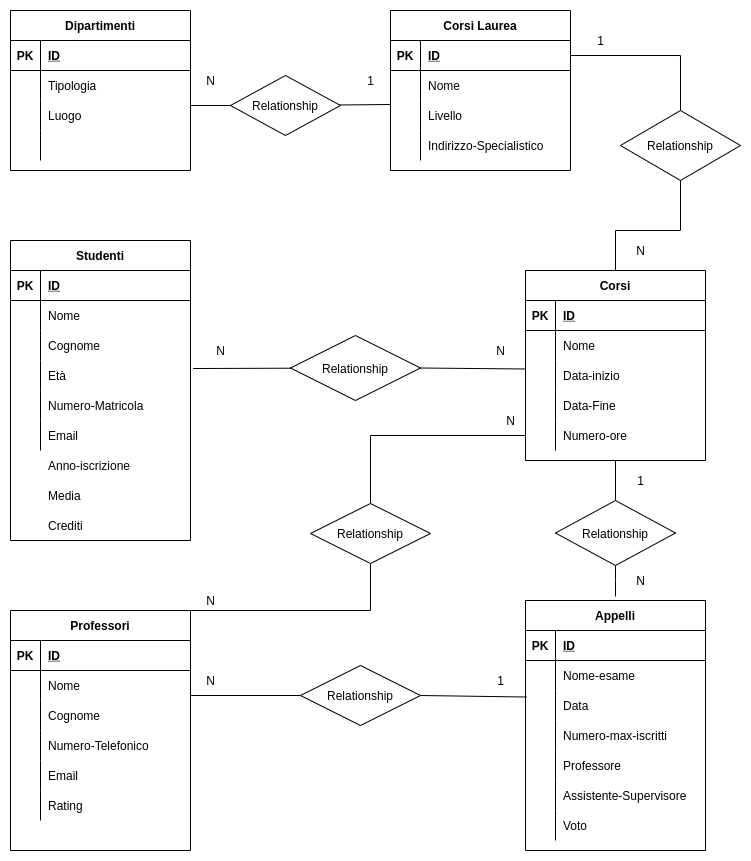 Dipartimenti
PK ID
Tipologia
Luogo
N
Relationship
1
Corsi Laurea
PK ID
Nome
Livello
Indirizzo-Specialistico
1
Relationship
N
Studenti
PK ID
Nome
Cognome
Età
Numero-Matricola
Email
Anno-iscrizione
Media
Crediti
N
Relationship
N
Corsi
PK ID
Nome
Data-inizio
Data-Fine
Numero-ore
N
Relationship
N
1
Relationship
N
Professori
PK ID
Nome
Cognome
Numero-Telefonico
Email
Rating
N
Relationship
1
Appelli
PK ID
Nome-esame
Data
Numero-max-iscritti
Professore
Assistente-Supervisore
Voto